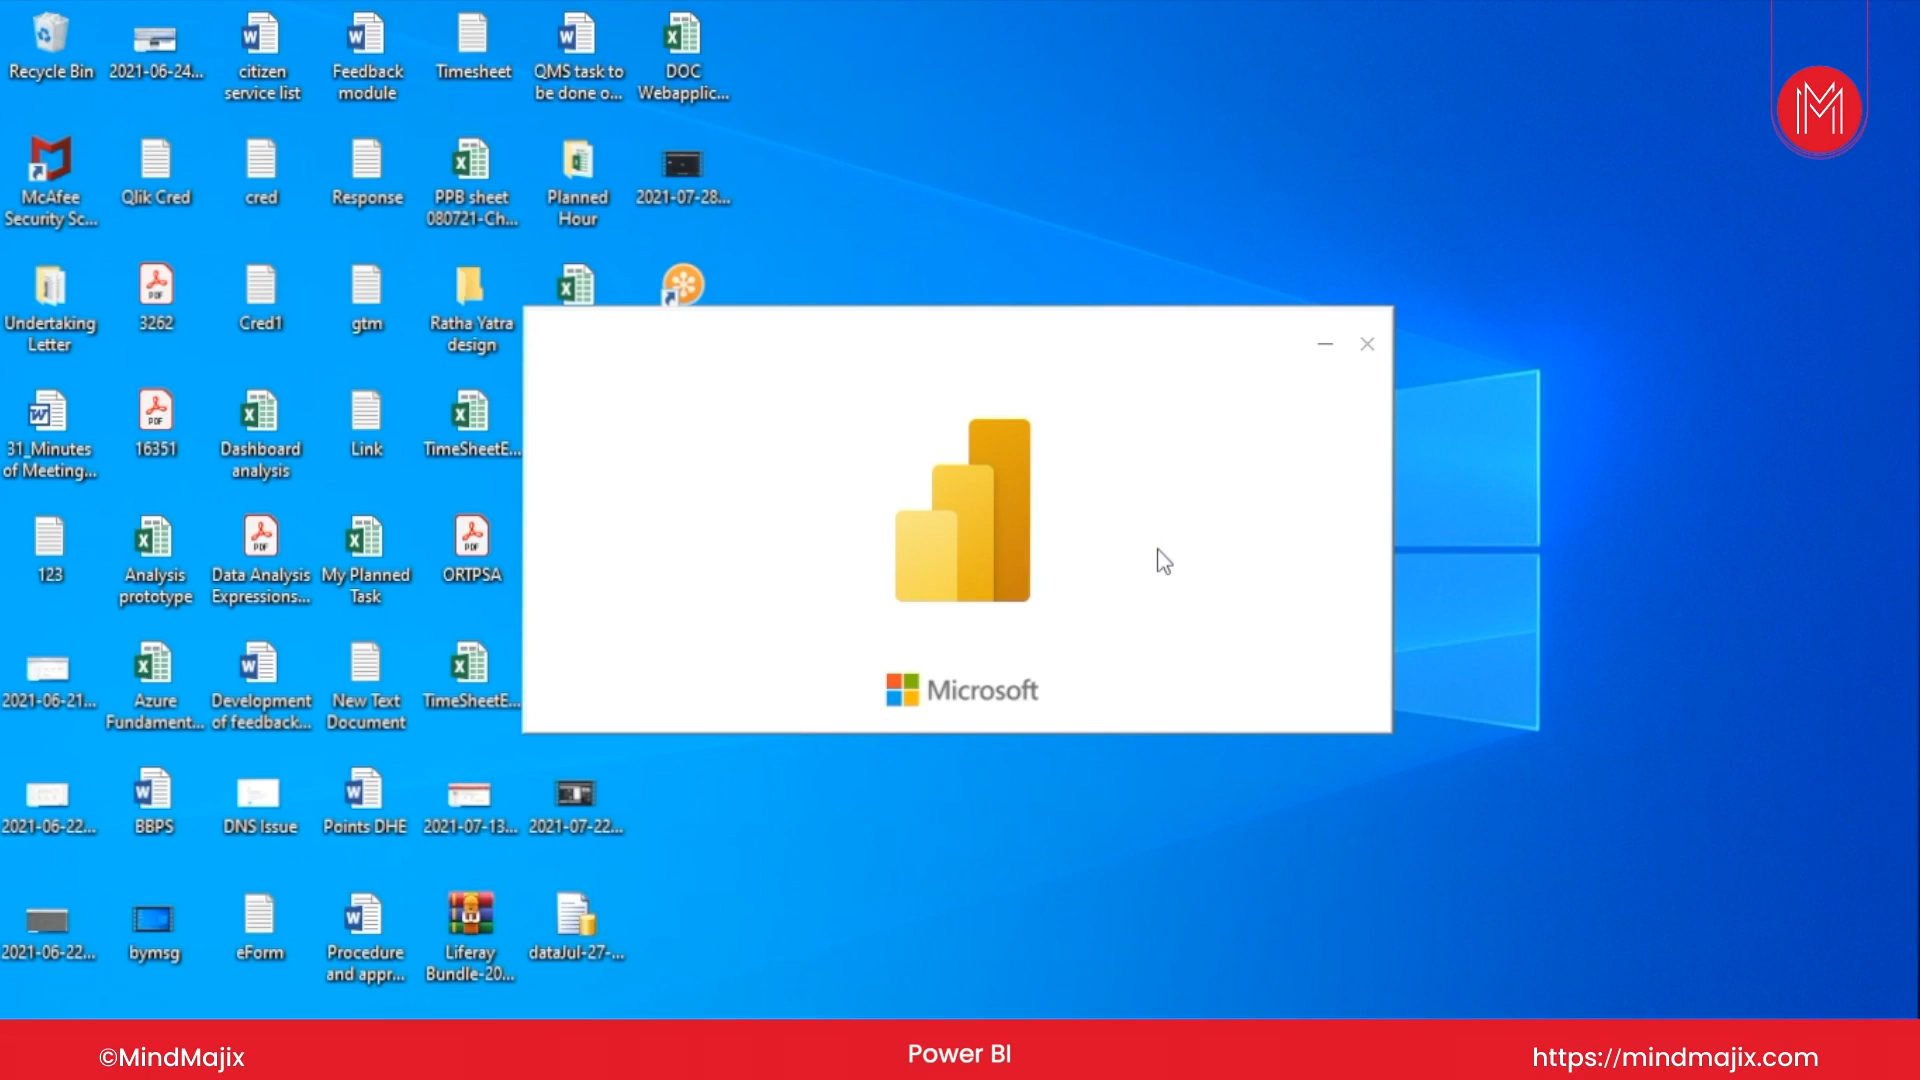 Recycle Bin
2021-06-24...
citizen
service list
Feedback
module
Timesheet
QMS task to
be done o...
DOC
Webapplic...
McAfee
Security Sc...
Qlik Cred
cred
Response
PPB sheet
080721-Ch...
Planned
Hour
2021-07-28...
Undertaking
Letter
PDF
3262
Cred1
gtm
Ratha Yatra
design
31_Minutes
of Meeting...
PDF
16351
Dashboard
analysis
Link
TimeSheetE...
123
Analysis
prototype
PDF
Data Analysis
Expressions...
My Planned
Task
PDF
ORTPSA
2021-06-21...
Azure
Fundament...
Development
of feedback...
New Text
Document
TimeSheetE...
Microsoft
2021-06-22...
BBPS
DNS Issue
Points DHE
2021-07-13...
2021-07-22...
2021-06-22...
bymsg
eForm
Procedure
and appr...
Liferay
Bundle-20...
dataJul-27-...
©MindMajix
Power BI
https://mindmajix.com